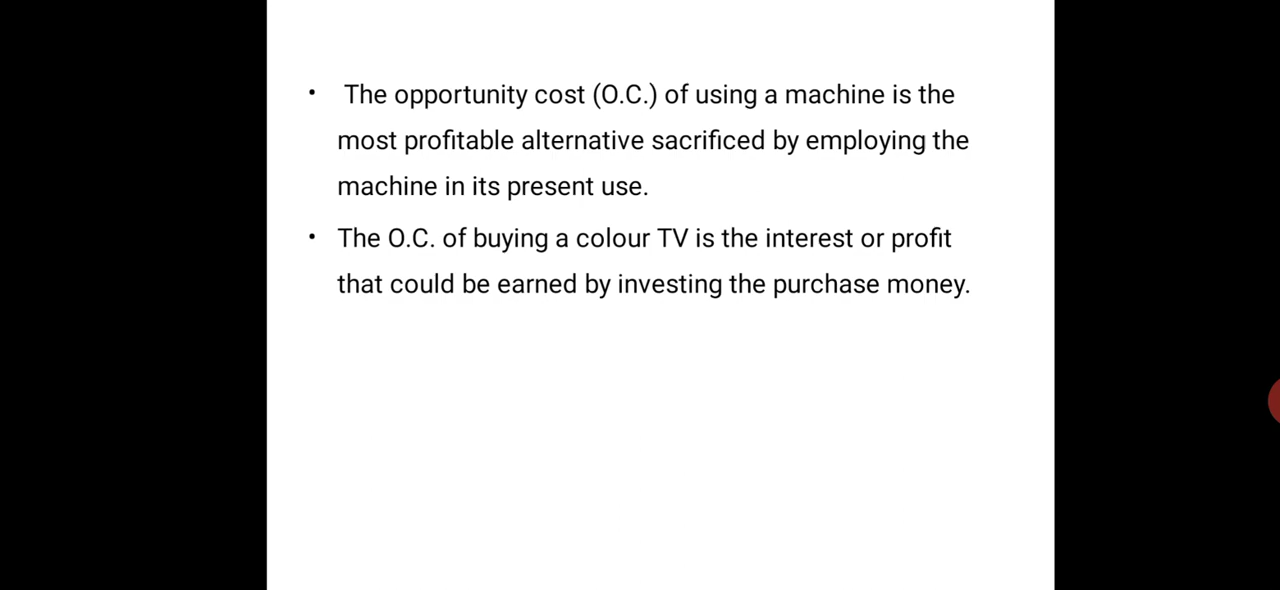 • The opportunity cost (O.C.) of using a machine is the
most profitable alternative sacrificed by employing the
machine in its present use.
• The O.C. of buying a colour TV is the interest or profit
that could be earned by investing the purchase money.